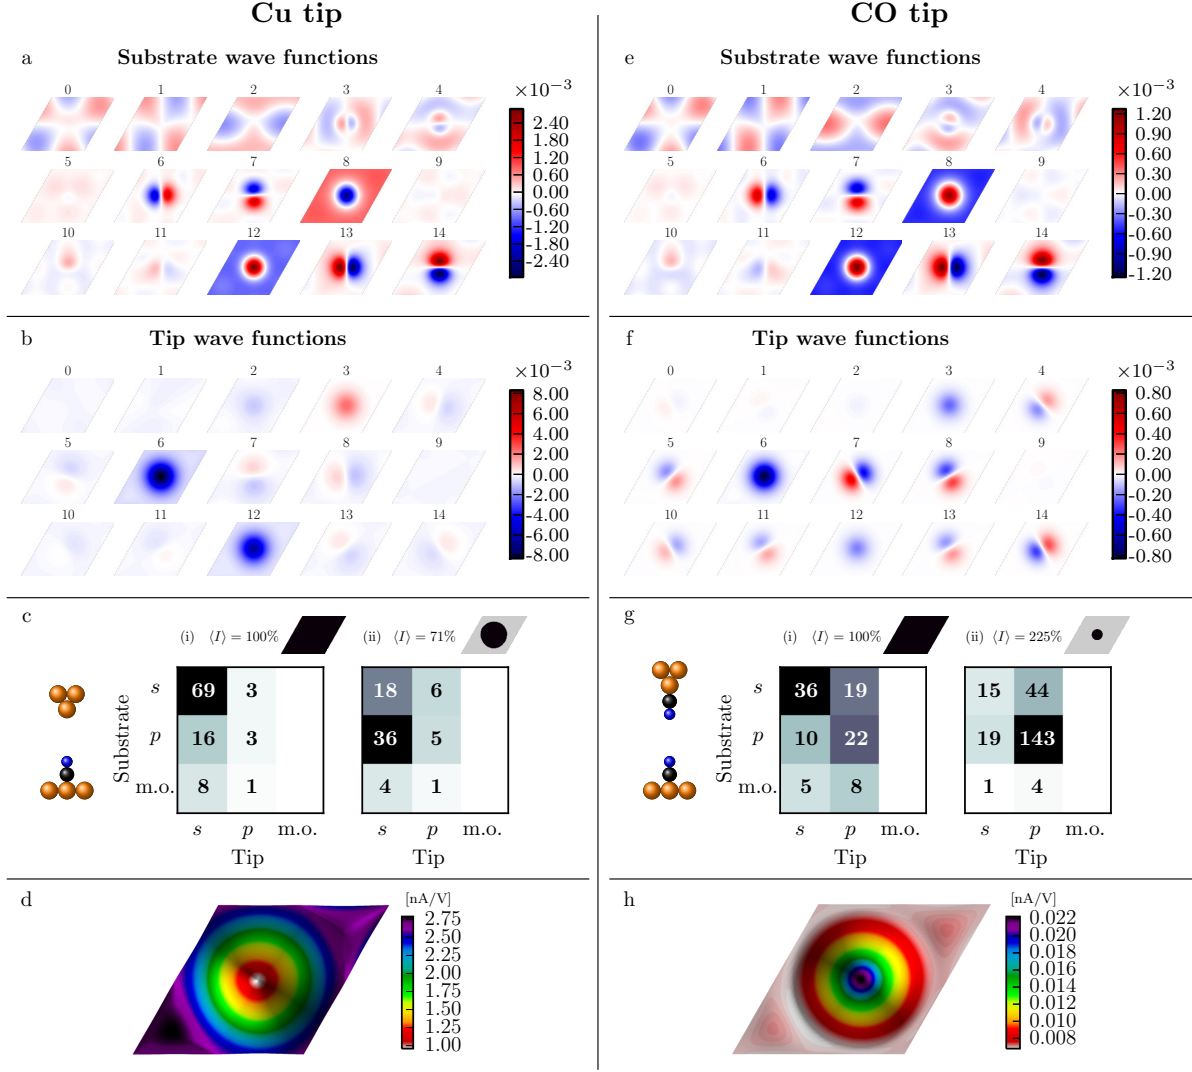 Cu tip
a Substrate wave functions
0 1 2 3 4
×10−3
5 6 7 8 9
10 11 12 13 14
2.40
1.80
1.20
0.60
0.00
-0.60
-1.20
-1.80
-2.40
b Tip wave functions
0 1 2 3 4
×10−3
5 6 7 8 9
10 11 12 13 14
8.00
6.00
4.00
2.00
0.00
-2.00
-4.00
-6.00
-8.00
c
(i) ⟨I⟩ = 100% (ii) ⟨I⟩ = 71%
Substrate
s 69 3 18 6
p 16 3 36 5
m.o. 8 1 4 1
s p m.o. s p m.o.
Tip Tip
d
[nA/V]
2.75
2.50
2.25
2.00
1.75
1.50
1.25
1.00
CO tip
e Substrate wave functions
0 1 2 3 4
×10−3
5 6 7 8 9
10 11 12 13 14
1.20
0.90
0.60
0.30
0.00
-0.30
-0.60
-0.90
-1.20
f Tip wave functions
0 1 2 3 4
×10−3
5 6 7 8 9
10 11 12 13 14
0.80
0.60
0.40
0.20
0.00
-0.20
-0.40
-0.60
-0.80
g
(i) ⟨I⟩ = 100% (ii) ⟨I⟩ = 225%
Substrate
s 36 19 15 44
p 10 22 19 143
m.o. 5 8 1 4
s p m.o. s p m.o.
Tip Tip
h
[nA/V]
0.022
0.020
0.018
0.016
0.014
0.012
0.010
0.008